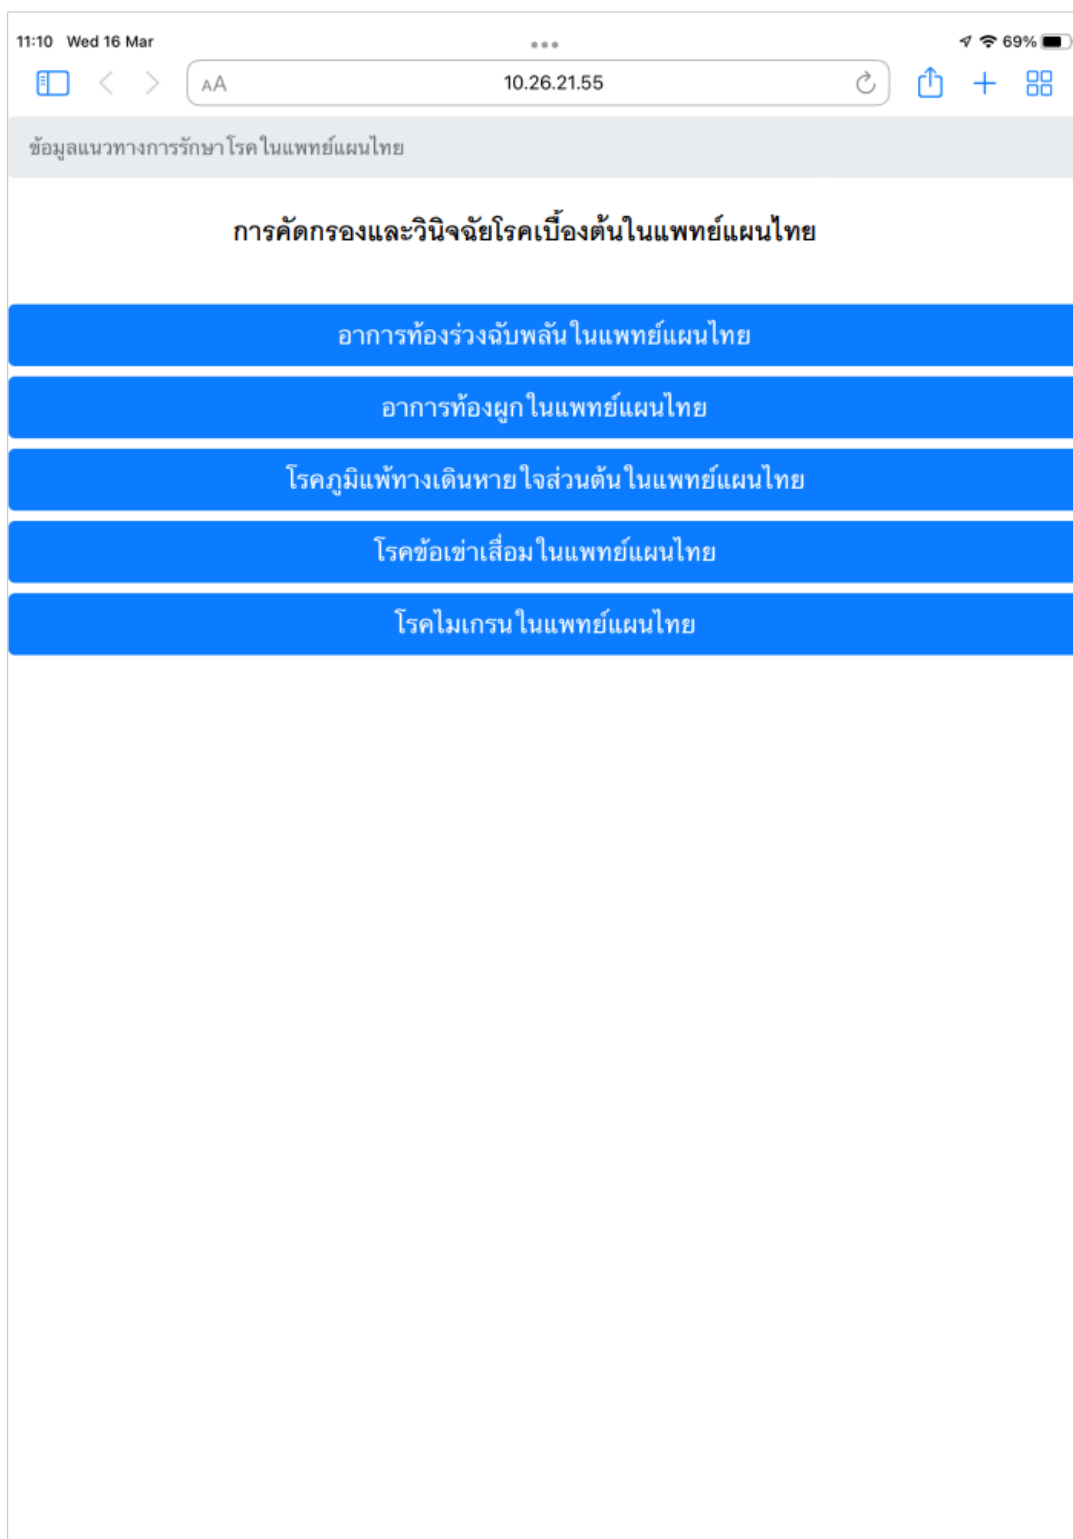 11:10 Wed 16 Mar
69%
AA
10.26.21.55
ข้อมูลแนวทางการรักษาโรคในแพทย์แผนไทย
การคัดกรองและวินิจฉัยโรคเบื้องต้นในแพทย์แผนไทย
อาการท้องร่วงฉับพลันในแพทย์แผนไทย
อาการท้องผูกในแพทย์แผนไทย
โรคภูมิแพ้ทางเดินหายใจส่วนต้นในแพทย์แผนไทย
โรคข้อเข่าเสื่อมในแพทย์แผนไทย
โรคไมเกรนในแพทย์แผนไทย